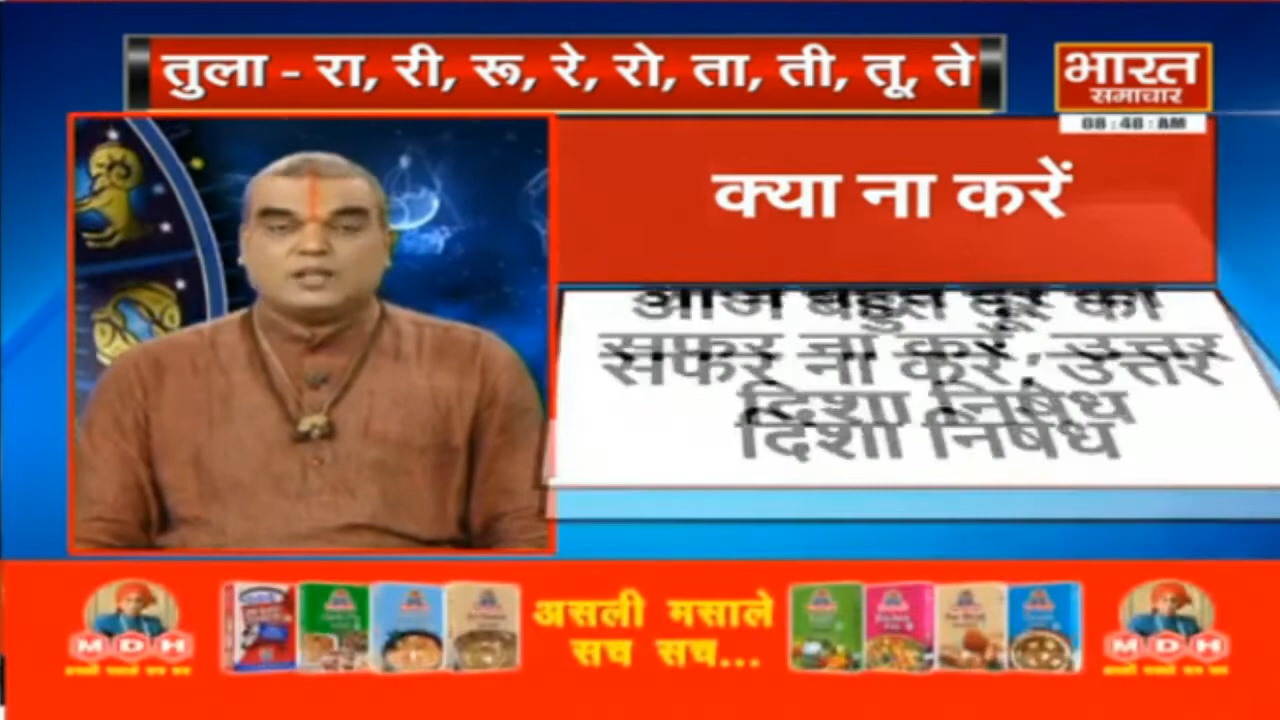 तुला - रा, री, रू, रे, रो, ता, ती, तू, ते
भारत
समाचार
08:48:AM
क्या ना करें
आज बहुत दूर का
सफर ना करें, उत्तर
दिशा निषेध
असली मसाले
सच सच...
MDH
MDH